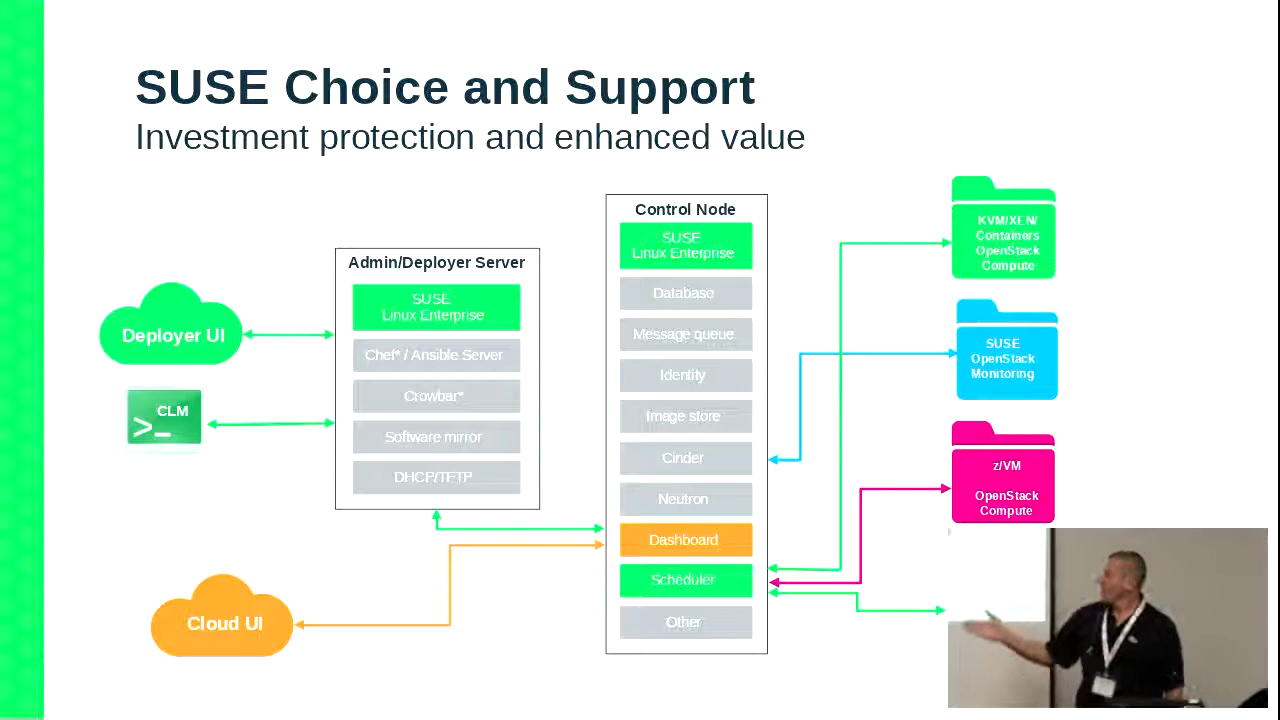 SUSE Choice and Support
Investment protection and enhanced value
Deployer UI
CLM
>_
Cloud UI
Admin/Deployer Server
SUSE
Linux Enterprise
Chef* / Ansible Server
Crowbar*
Software mirror
DHCP/TFTP
Control Node
SUSE
Linux Enterprise
Database
Message queue
Identity
Image store
Cinder
Neutron
Dashboard
Scheduler
Other
KVM/XEN/
Containers
OpenStack
Compute
SUSE
OpenStack
Monitoring
z/VM
OpenStack
Compute